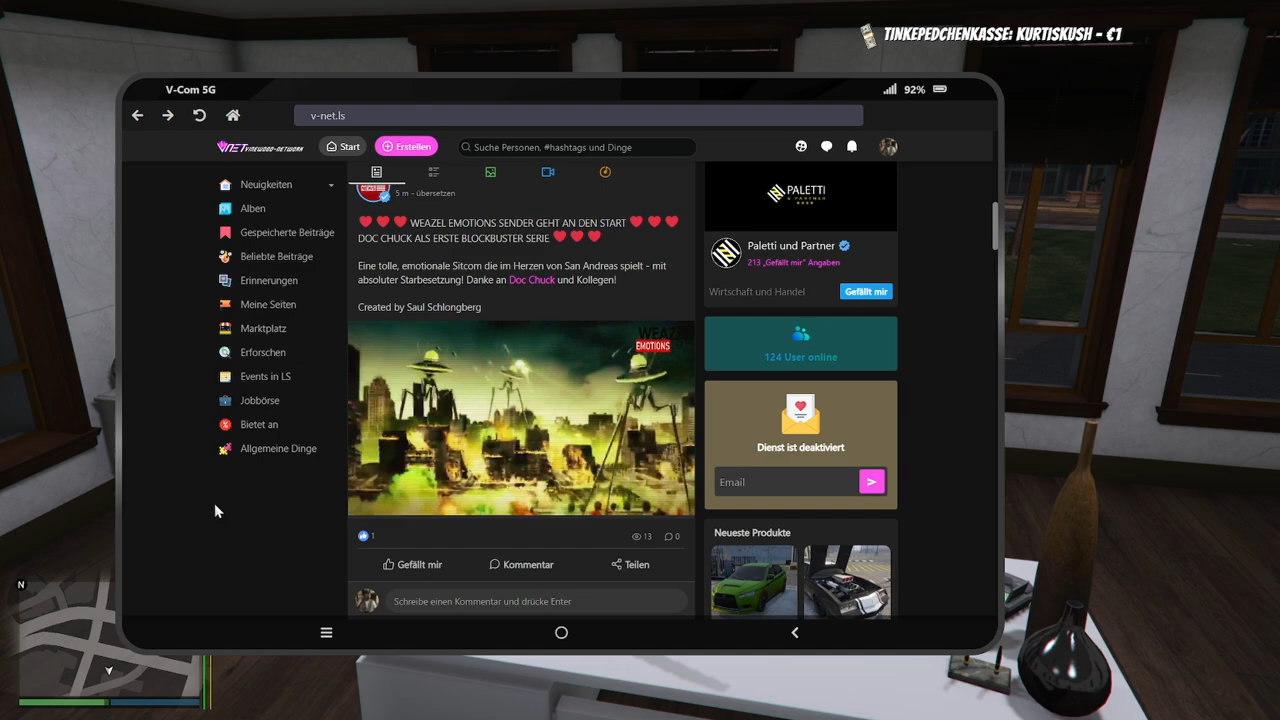 TINKEPEDCHENKASSE: KURTISKUSH - €1
V-Com 5G
92%
v-net.ls
VNET VINEWOOD-NETWORK
Start
Erstellen
Suche Personen, #hashtags und Dinge
Neuigkeiten
Alben
Gespeicherte Beiträge
Beliebte Beiträge
Erinnerungen
Meine Seiten
Marktplatz
Erforschen
Events in LS
Jobbörse
Bietet an
Allgemeine Dinge
5 m - übersetzen
WEAZEL EMOTIONS SENDER GEHT AN DEN START
DOC CHUCK ALS ERSTE BLOCKBUSTER SERIE
Eine tolle, emotionale Sitcom die im Herzen von San Andreas spielt - mit
absoluter Starbesetzung! Danke an Doc Chuck und Kollegen!
Created by Saul Schlongberg
WEAZEL
EMOTIONS
1
13
0
Gefällt mir
Kommentar
Teilen
Schreibe einen Kommentar und drücke Enter
PALETTI
& PARTNER
Paletti und Partner
213 „Gefällt mir" Angaben
Wirtschaft und Handel
Gefällt mir
124 User online
Dienst ist deaktiviert
Email
Neueste Produkte
N